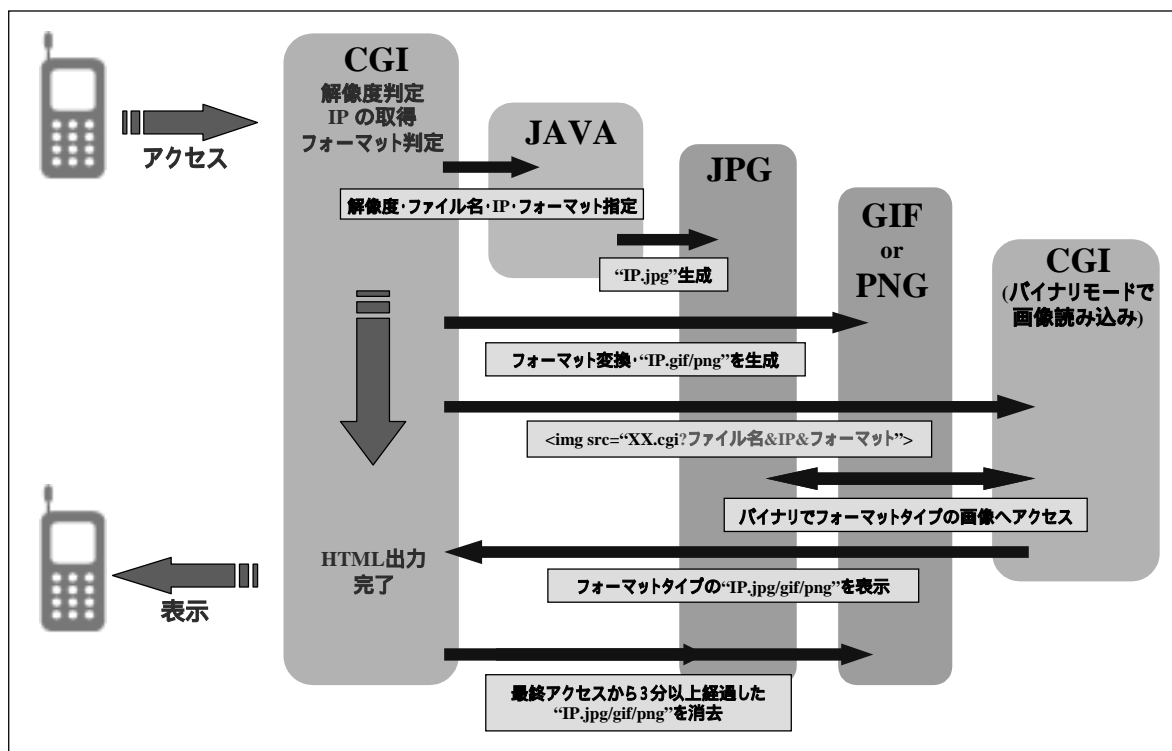 CGI
解像度判定
IP の取得
フォーマット判定
アクセス
JAVA
JPG
GIF
or
PNG
CGI
(バイナリモードで
画像読み込み)
解像度・ファイル名・IP・フォーマット指定
“IP.jpg”生成
フォーマット変換・“IP.gif/png”を生成
<img src=“XX.cgi?ファイル名&IP&フォーマット”>
バイナリでフォーマットタイプの画像へアクセス
HTML出力
完了
表示
フォーマットタイプの“IP.jpg/gif/png”を表示
最終アクセスから3分以上経過した
“IP.jpg/gif/png”を消去